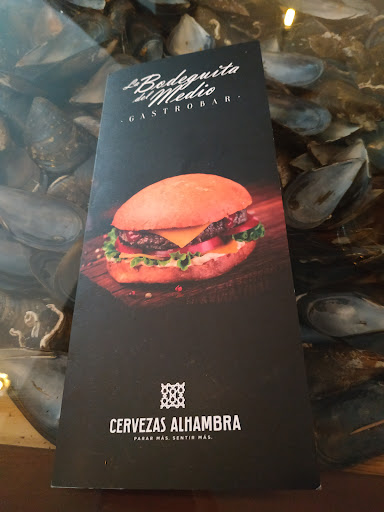 La Bodeguita
del Medio
· GASTROBAR ·
CERVEZAS ALHAMBRA
PARAR MÁS. SENTIR MÁS.